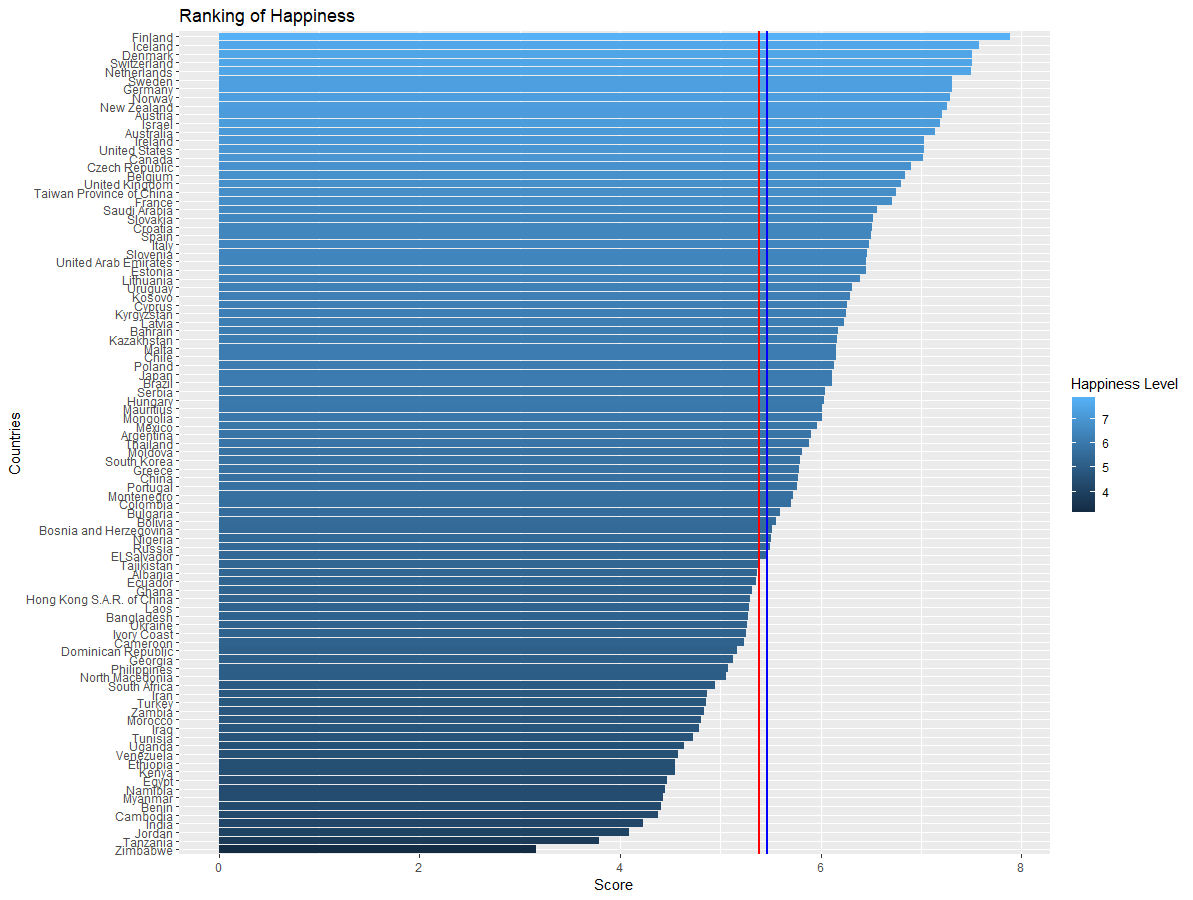 Ranking of Happiness
Finland
Iceland
Denmark
Switzerland
Netherlands
Sweden
Germany
Norway
New Zealand
Austria
Israel
Australia
Ireland
United States
Canada
Czech Republic
Belgium
United Kingdom
Taiwan Province of China
France
Saudi Arabia
Slovakia
Croatia
Spain
Italy
Slovenia
United Arab Emirates
Estonia
Lithuania
Uruguay
Kosovo
Cyprus
Kyrgyzstan
Latvia
Bahrain
Kazakhstan
Malta
Chile
Poland
Japan
Brazil
Serbia
Hungary
Mauritius
Mongolia
Mexico
Argentina
Thailand
Moldova
South Korea
Greece
China
Portugal
Montenegro
Colombia
Bulgaria
Bolivia
Bosnia and Herzegovina
Nigeria
Russia
El Salvador
Tajikistan
Albania
Ecuador
Ghana
Hong Kong S.A.R. of China
Laos
Bangladesh
Ukraine
Ivory Coast
Cameroon
Dominican Republic
Georgia
Philippines
North Macedonia
South Africa
Iran
Turkey
Zambia
Morocco
Iraq
Tunisia
Uganda
Venezuela
Ethiopia
Kenya
Egypt
Namibia
Myanmar
Benin
Cambodia
India
Jordan
Tanzania
Zimbabwe
Countries
0 2 4 6 8
Score
Happiness Level
7
6
5
4